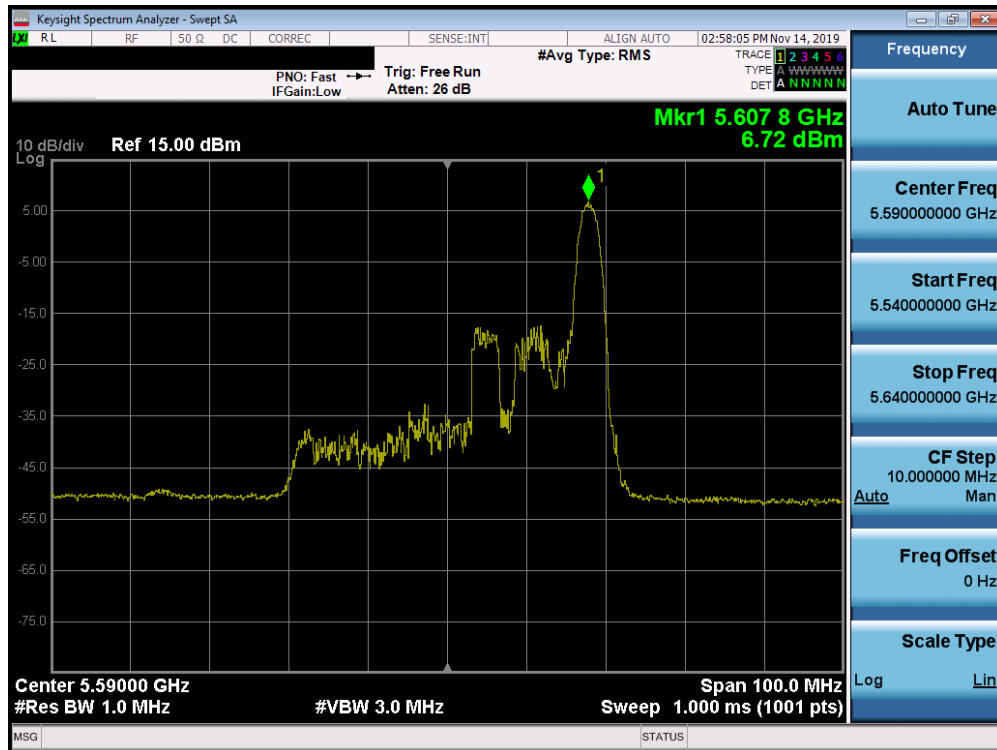 Keysight Spectrum Analyzer - Swept SA
LXI RL RF 50 Ω DC CORREC SENSE:INT ALIGN AUTO 02:58:05 PM Nov 14, 2019
#Avg Type: RMS TRACE 1 2 3 4 5 6
PNO: Fast Trig: Free Run TYPE A WWWWW
IFGain:Low Atten: 26 dB DET A N N N N N
Mkr1 5.607 8 GHz
6.72 dBm
10 dB/div Ref 15.00 dBm
Log
1
5.00
-5.00
-15.0
-25.0
-35.0
-45.0
-55.0
-65.0
-75.0
Center 5.59000 GHz Span 100.0 MHz
#Res BW 1.0 MHz #VBW 3.0 MHz Sweep 1.000 ms (1001 pts)
MSG STATUS
Frequency
Auto Tune
Center Freq
5.590000000 GHz
Start Freq
5.540000000 GHz
Stop Freq
5.640000000 GHz
CF Step
10.000000 MHz
Auto Man
Freq Offset
0 Hz
Scale Type
Log Lin